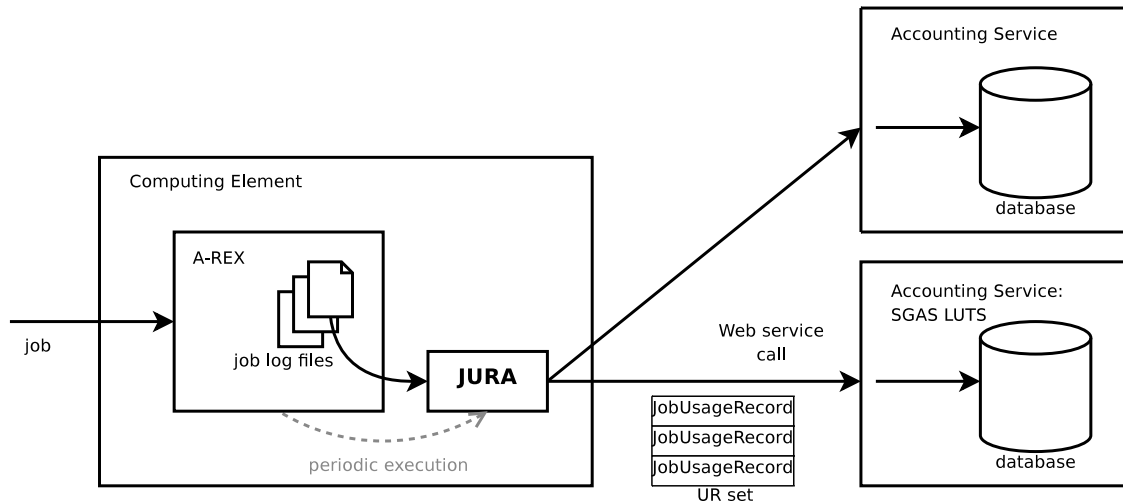 Accounting Service
database
Computing Element
A-REX
job log files
job
JURA
periodic execution
Web service
call
JobUsageRecord
JobUsageRecord
JobUsageRecord
UR set
Accounting Service:
SGAS LUTS
database